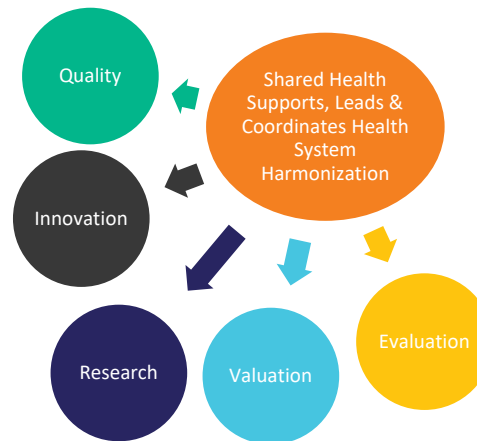 Quality
Shared Health
Supports, Leads &
Coordinates Health
System
Harmonization
Innovation
Research
Valuation
Evaluation